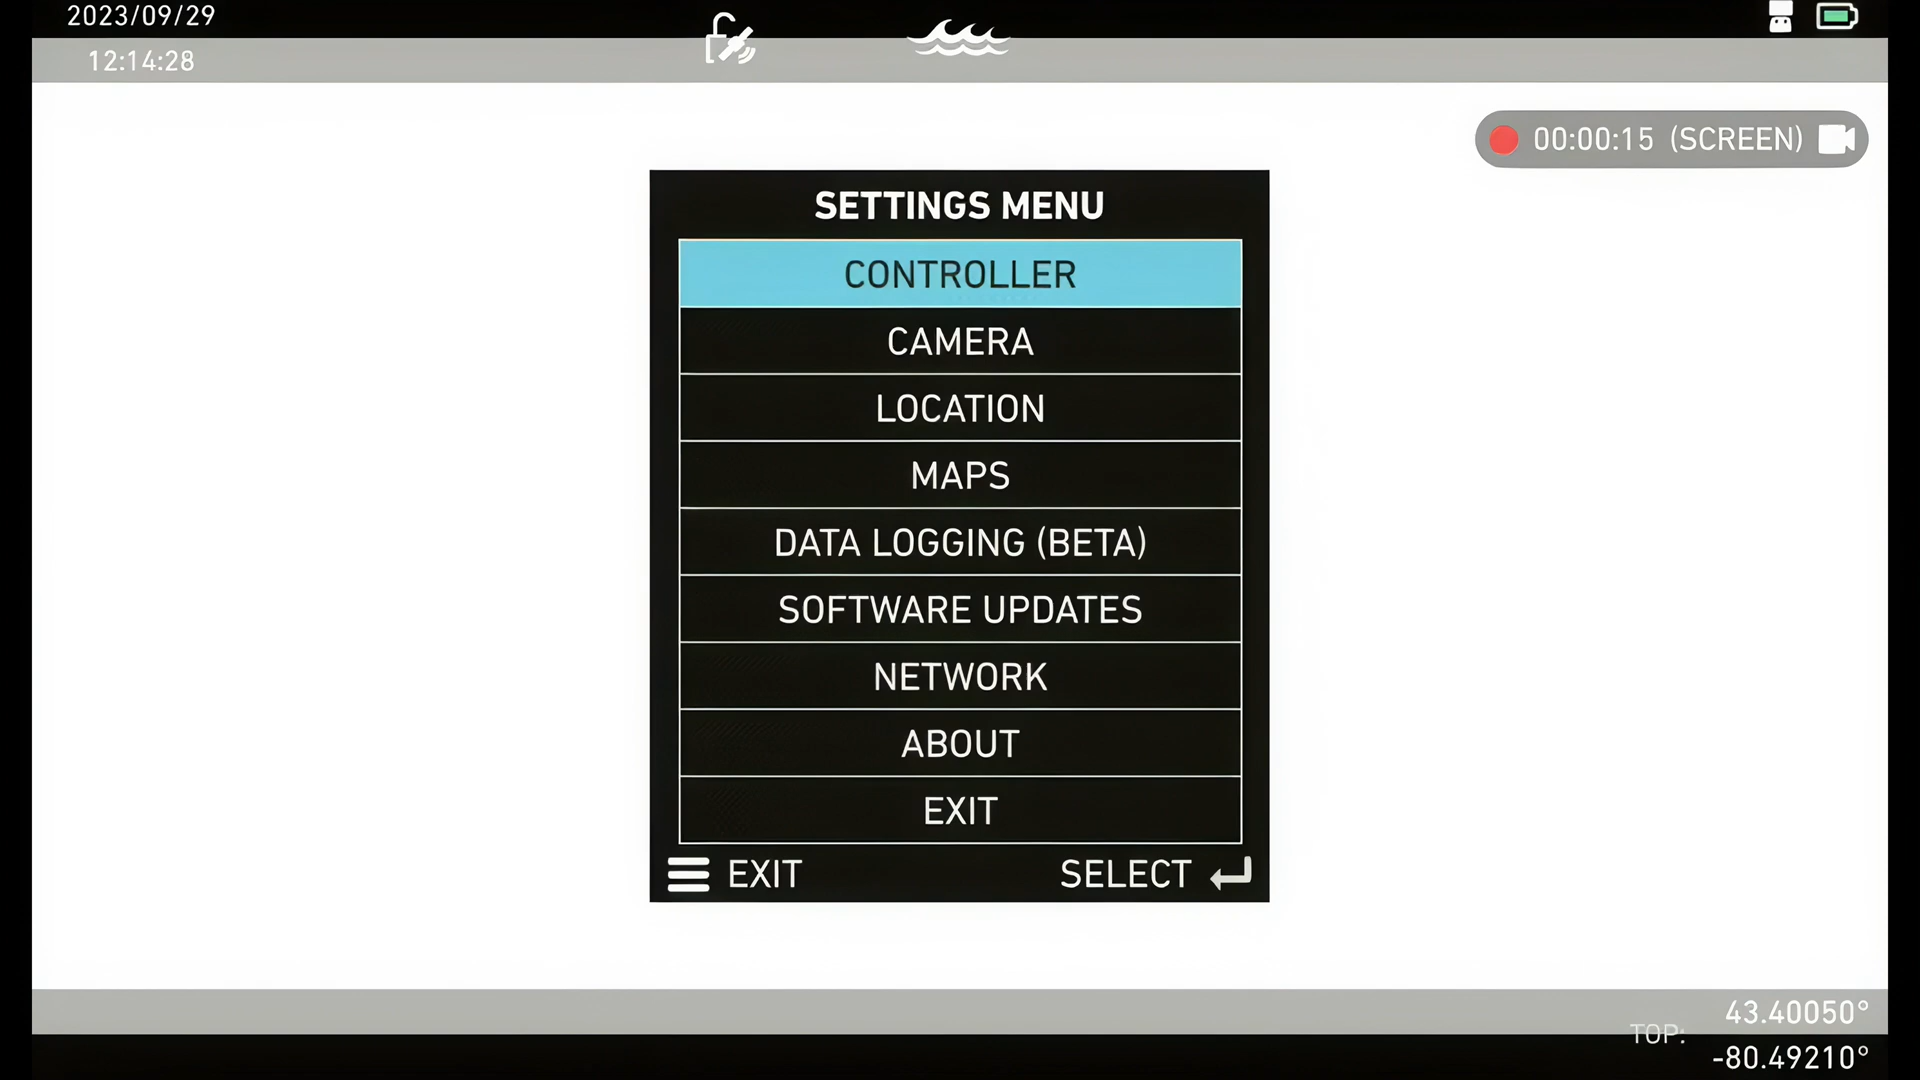 2023/09/29
12:14:28
00:00:15 (SCREEN)
SETTINGS MENU
CONTROLLER
CAMERA
LOCATION
MAPS
DATA LOGGING (BETA)
SOFTWARE UPDATES
NETWORK
ABOUT
EXIT
EXIT SELECT
TOP:
43.40050°
-80.49210°